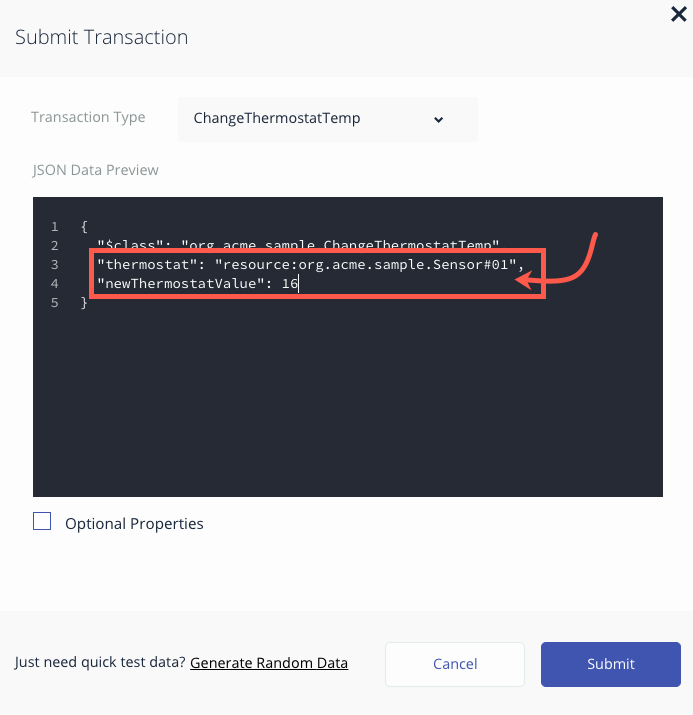 Submit Transaction
Transaction Type
ChangeThermostatTemp
JSON Data Preview
1 {
2 "$class": "org.acme.sample.ChangeThermostatTemp"
3 "thermostat": "resource:org.acme.sample.Sensor#01",
4 "newThermostatValue": 16
5 }
Optional Properties
Just need quick test data? Generate Random Data
Cancel
Submit